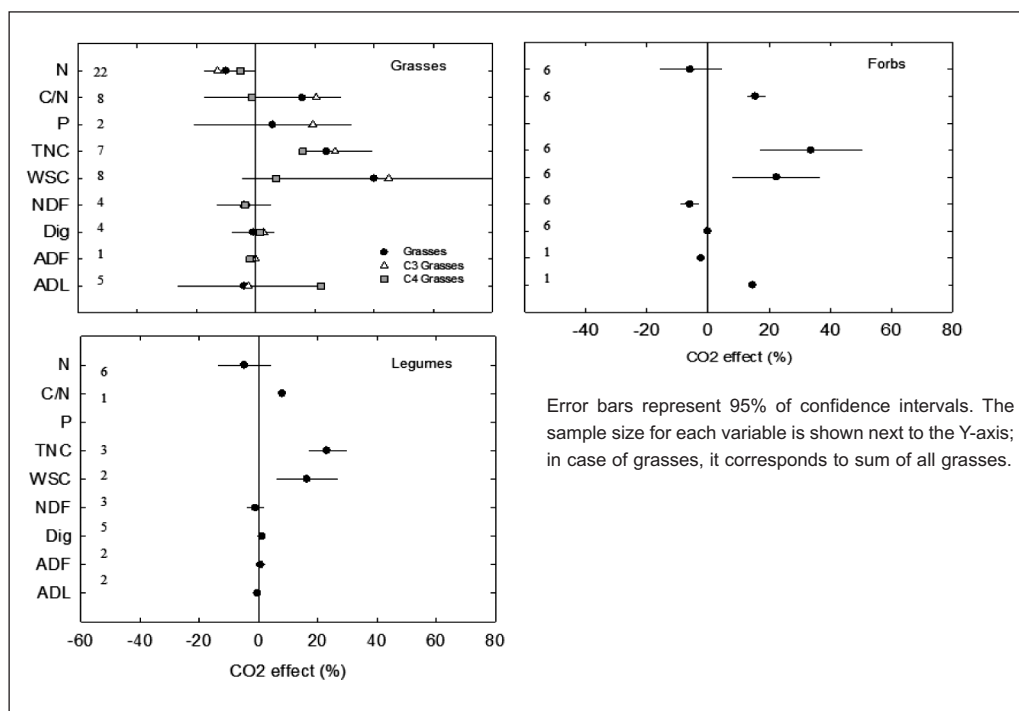 Grasses
N 22
C/N 8
P 2
TNC 7
WSC 8
NDF 4
Dig 4
ADF 1
ADL 5
Grasses
C3 Grasses
C4 Grasses
Forbs
6
6
6
6
6
6
1
1
-40 -20 0 20 40 60 80
CO2 effect (%)
Legumes
N 6
C/N 1
P
TNC 3
WSC 2
NDF 3
Dig 5
ADF 2
ADL 2
-60 -40 -20 0 20 40 60 80
CO2 effect (%)
Error bars represent 95% of confidence intervals. The
sample size for each variable is shown next to the Y-axis;
in case of grasses, it corresponds to sum of all grasses.